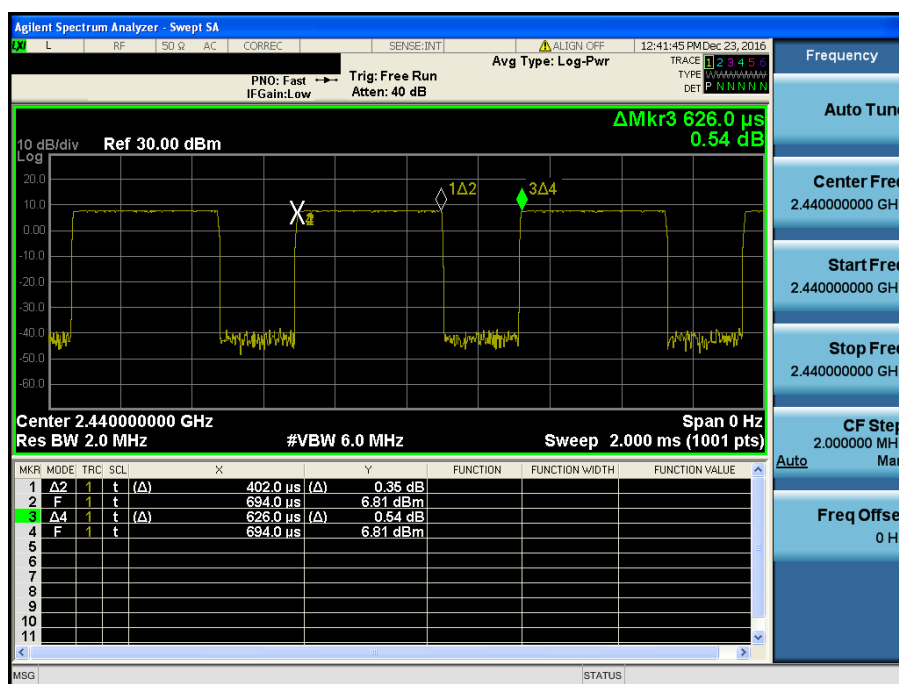 Agilent Spectrum Analyzer - Swept SA
LXI L RF 50 Ω AC CORREC SENSE:INT ALIGN OFF 12:41:45 PM Dec 23, 2016
Avg Type: Log-Pwr TRACE 1 2 3 4 5 6
PNO: Fast Trig: Free Run TYPE WWWWWW
IFGain:Low Atten: 40 dB DET P N N N N N
ΔMkr3 626.0 µs
0.54 dB
10 dB/div Ref 30.00 dBm
Log
20.0
10.0
0.00
-10.0
-20.0
-30.0
-40.0
-50.0
-60.0
1Δ2
3Δ4
Center 2.440000000 GHz Span 0 Hz
Res BW 2.0 MHz #VBW 6.0 MHz Sweep 2.000 ms (1001 pts)
MKR MODE TRC SCL X Y FUNCTION FUNCTION WIDTH FUNCTION VALUE
1 Δ2 1 t (Δ) 402.0 µs (Δ) 0.35 dB
2 F 1 t 694.0 µs 6.81 dBm
3 Δ4 1 t (Δ) 626.0 µs (Δ) 0.54 dB
4 F 1 t 694.0 µs 6.81 dBm
5
6
7
8
9
10
11
MSG STATUS
Frequency
Auto Tune
Center Freq
2.440000000 GH
Start Freq
2.440000000 GH
Stop Freq
2.440000000 GH
CF Step
2.000000 MH
Auto Man
Freq Offse
0 H